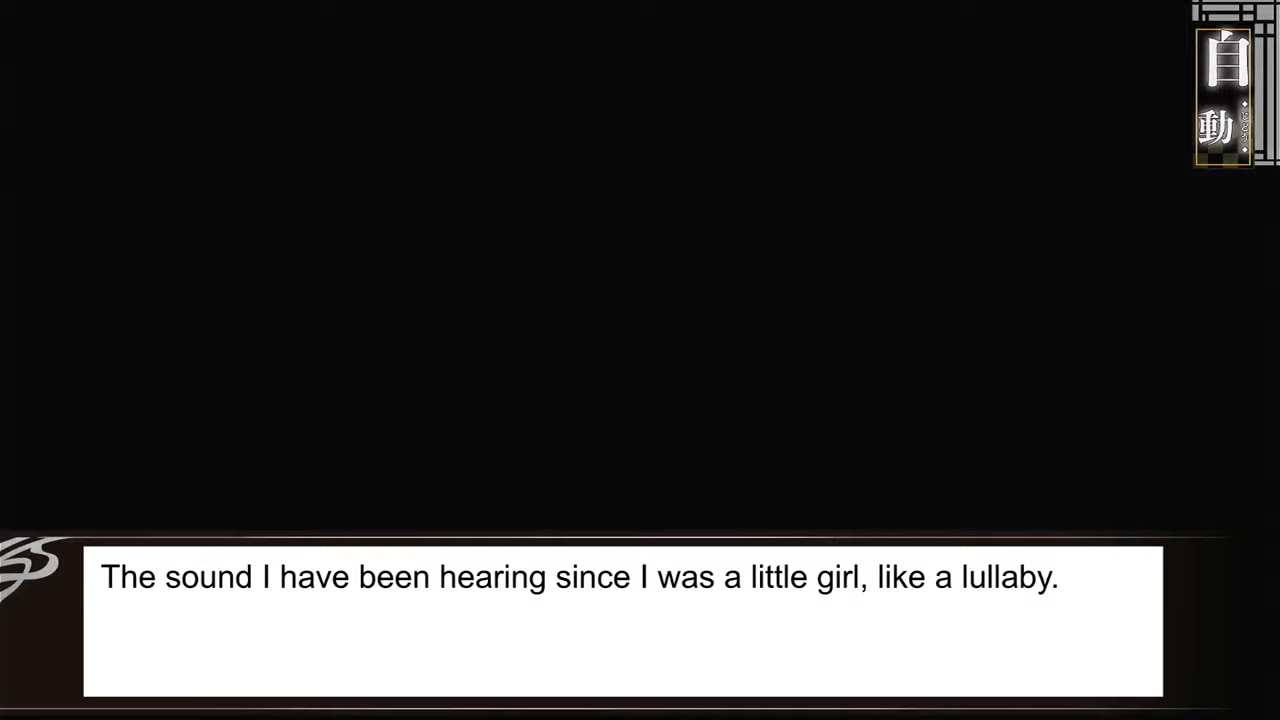 自動
The sound I have been hearing since I was a little girl, like a lullaby.